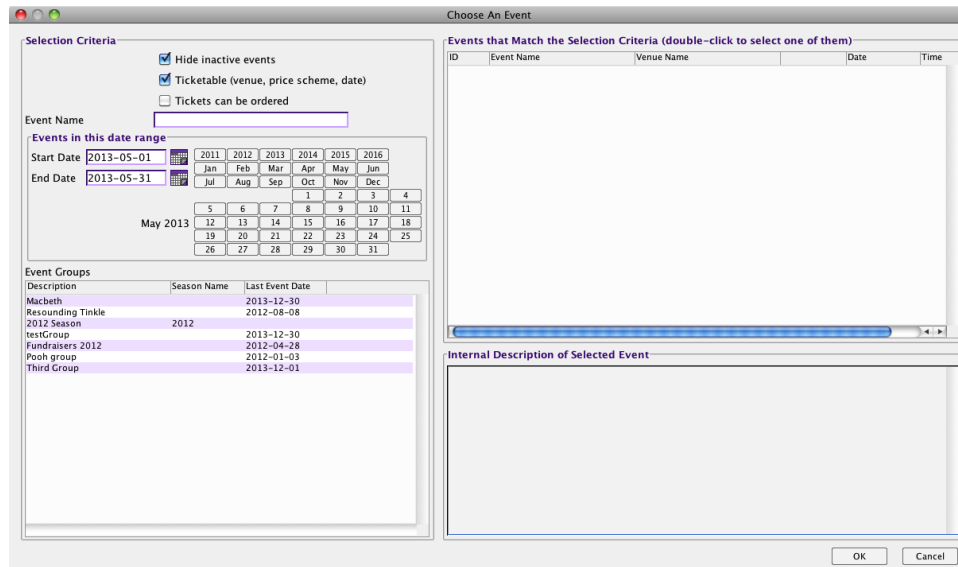 Choose An Event
Selection Criteria
Hide inactive events
Ticketable (venue, price scheme, date)
Tickets can be ordered
Event Name
Events in this date range
Start Date 2013-05-01
End Date 2013-05-31
2011 2012 2013 2014 2015 2016
Jan Feb Mar Apr May Jun
Jul Aug Sep Oct Nov Dec
1 2 3 4
5 6 7 8 9 10 11
May 2013 12 13 14 15 16 17 18
19 20 21 22 23 24 25
26 27 28 29 30 31
Event Groups
Description Season Name Last Event Date
Macbeth 2013-12-30
Resounding Tinkle 2012-08-08
2012 Season 2012
testGroup 2013-12-30
Fundraisers 2012 2012-04-28
Pooh group 2012-01-03
Third Group 2013-12-01
Events that Match the Selection Criteria (double-click to select one of them)
ID Event Name Venue Name Date Time
Internal Description of Selected Event
OK Cancel